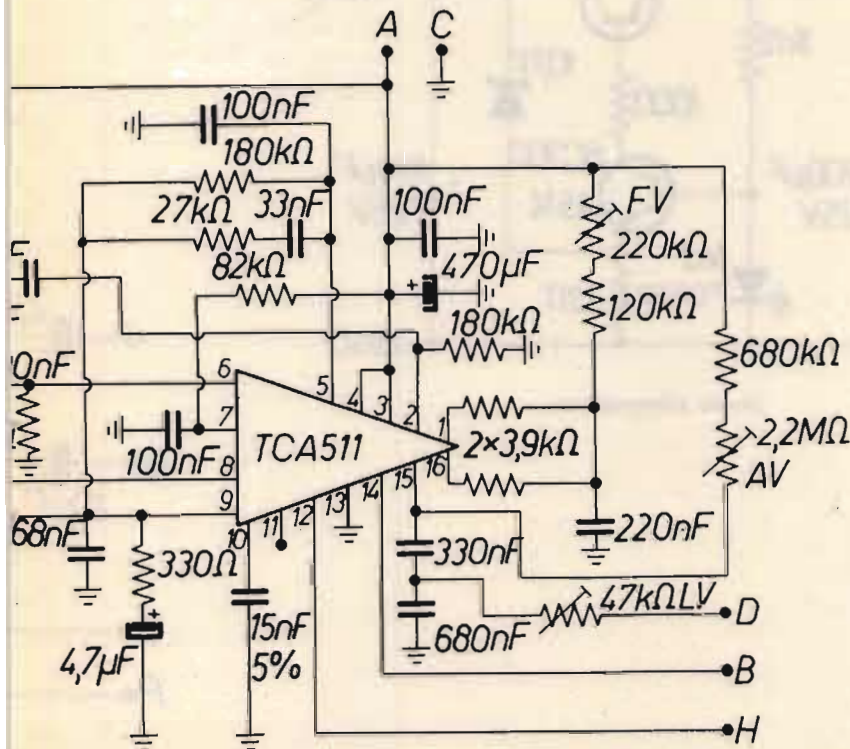 A C
100nF
180kΩ
27kΩ 33nF
82kΩ
100nF
470µF
180kΩ
FV
220kΩ
120kΩ
680kΩ
2,2MΩ
AV
0nF
6
5
4
3
2
1
7
100nF
TCA511
2×3,9kΩ
16
8
9
15
14
13
12
11
10
68nF
330Ω
4,7µF
15nF
5%
330nF
680nF
220nF
47kΩ LV
D
B
H